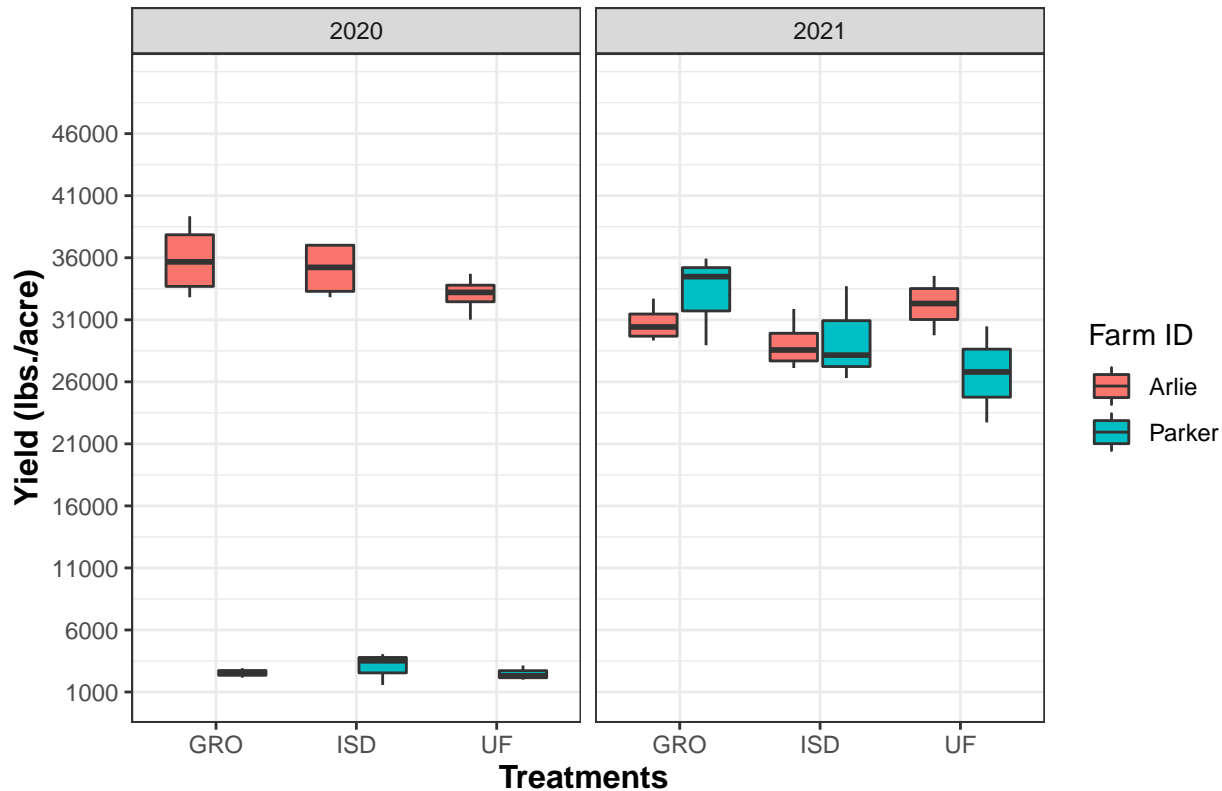 2020
2021
Yield (lbs./acre)
46000
41000
36000
31000
26000
21000
16000
11000
6000
1000
GRO
ISD
UF
GRO
ISD
UF
Treatments
Farm ID
Arlie
Parker